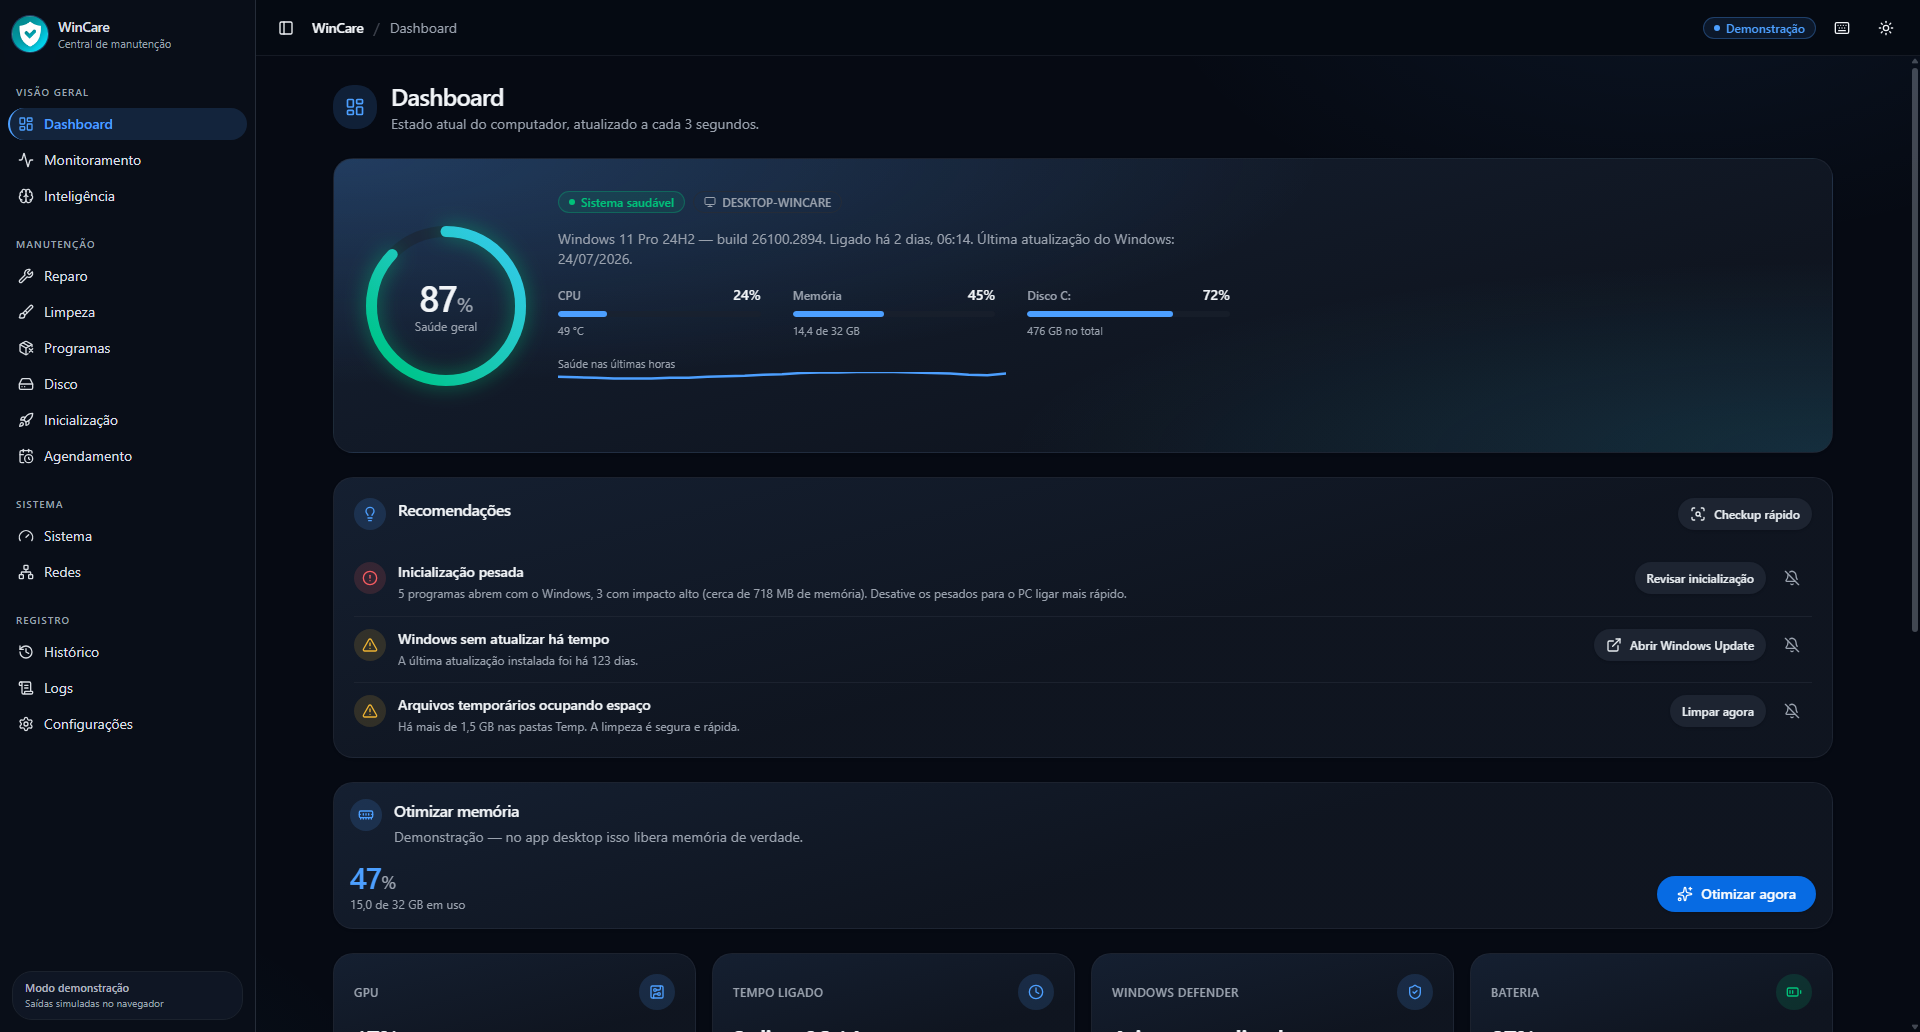 WinCare
Central de manutenção
VISÃO GERAL
Dashboard
Monitoramento
Inteligência
MANUTENÇÃO
Reparo
Limpeza
Programas
Disco
Inicialização
Agendamento
SISTEMA
Sistema
Redes
REGISTRO
Histórico
Logs
Configurações
Modo demonstração
Saídas simuladas no navegador
WinCare / Dashboard
Demonstração
Dashboard
Estado atual do computador, atualizado a cada 3 segundos.
87%
Saúde geral
Sistema saudável DESKTOP-WINCARE
Windows 11 Pro 24H2 — build 26100.2894. Ligado há 2 dias, 06:14. Última atualização do Windows:
24/07/2026.
CPU 24% Memória 45% Disco C: 72%
49 °C 14,4 de 32 GB 476 GB no total
Saúde nas últimas horas
Recomendações
Checkup rápido
Inicialização pesada
5 programas abrem com o Windows, 3 com impacto alto (cerca de 718 MB de memória). Desative os pesados para o PC ligar mais rápido.
Revisar inicialização
Windows sem atualizar há tempo
A última atualização instalada foi há 123 dias.
Abrir Windows Update
Arquivos temporários ocupando espaço
Há mais de 1,5 GB nas pastas Temp. A limpeza é segura e rápida.
Limpar agora
Otimizar memória
Demonstração — no app desktop isso libera memória de verdade.
47%
15,0 de 32 GB em uso
Otimizar agora
GPU
TEMPO LIGADO
WINDOWS DEFENDER
BATERIA